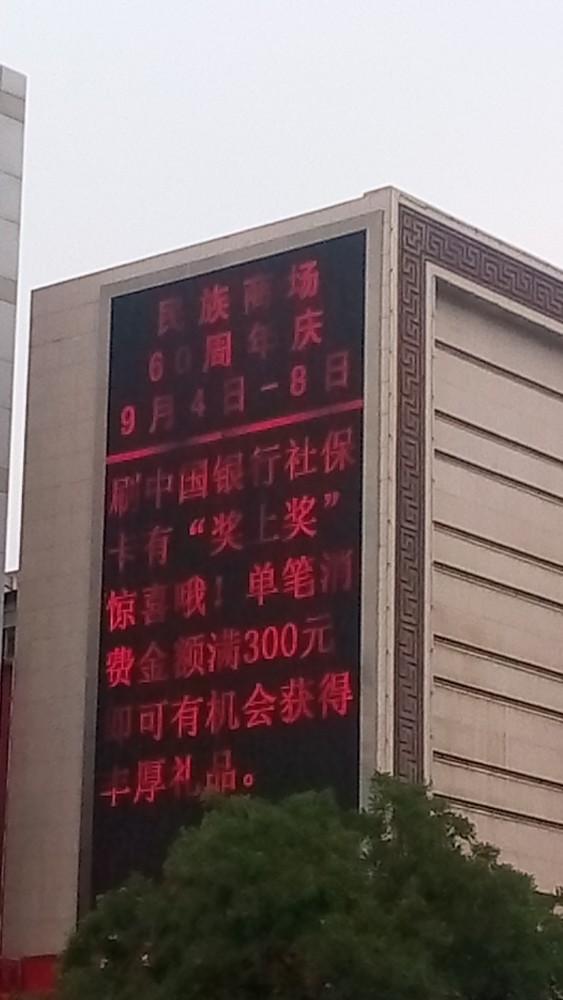 民族商场
60周年庆
9月4日-8日
刷中国银行社保
卡有“奖上奖”
惊喜哦！单笔消
费金额满300元
即可有机会获得
丰厚礼品。